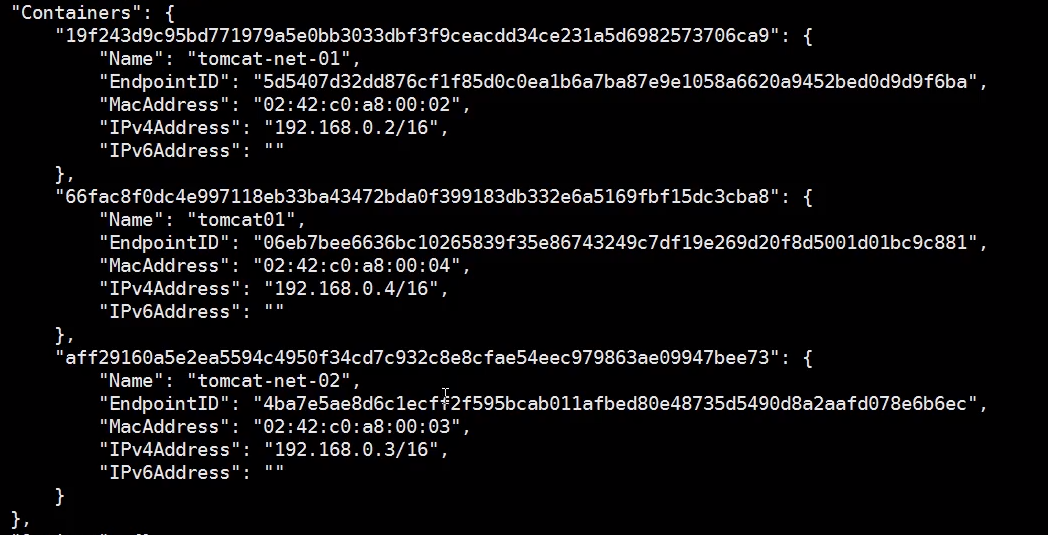 "Containers": {
"19f243d9c95bd771979a5e0bb3033dbf3f9ceacdd34ce231a5d6982573706ca9": {
"Name": "tomcat-net-01",
"EndpointID": "5d5407d32dd876cf1f85d0c0ea1b6a7ba87e9e1058a6620a9452bed0d9d9f6ba",
"MacAddress": "02:42:c0:a8:00:02",
"IPv4Address": "192.168.0.2/16",
"IPv6Address": ""
},
"66fac8f0dc4e997118eb33ba43472bda0f399183db332e6a5169fbf15dc3cba8": {
"Name": "tomcat01",
"EndpointID": "06eb7bee6636bc10265839f35e86743249c7df19e269d20f8d5001d01bc9c881",
"MacAddress": "02:42:c0:a8:00:04",
"IPv4Address": "192.168.0.4/16",
"IPv6Address": ""
},
"aff29160a5e2ea5594c4950f34cd7c932c8e8cfae54eec979863ae09947bee73": {
"Name": "tomcat-net-02",
"EndpointID": "4ba7e5ae8d6c1ecff2f595bcab011afbed80e48735d5490d8a2aafd078e6b6ec",
"MacAddress": "02:42:c0:a8:00:03",
"IPv4Address": "192.168.0.3/16",
"IPv6Address": ""
}
},